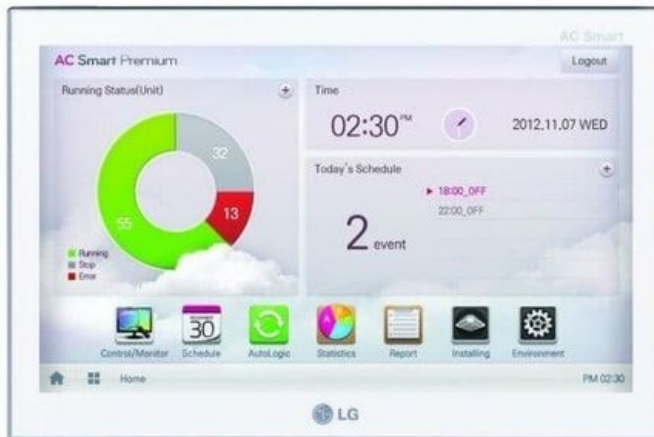 AC Smart
AC Smart Premium
Logout
Running Status(Unit)
32
13
55
Running
Stop
Error
Time
02:30PM
2012.11.07 WED
Today's Schedule
18:00_OFF
22:00_OFF
2 event
30
Control/Monitor
Schedule
AutoLogic
Statistics
Report
Installing
Environment
Home
PM 02:30
LG